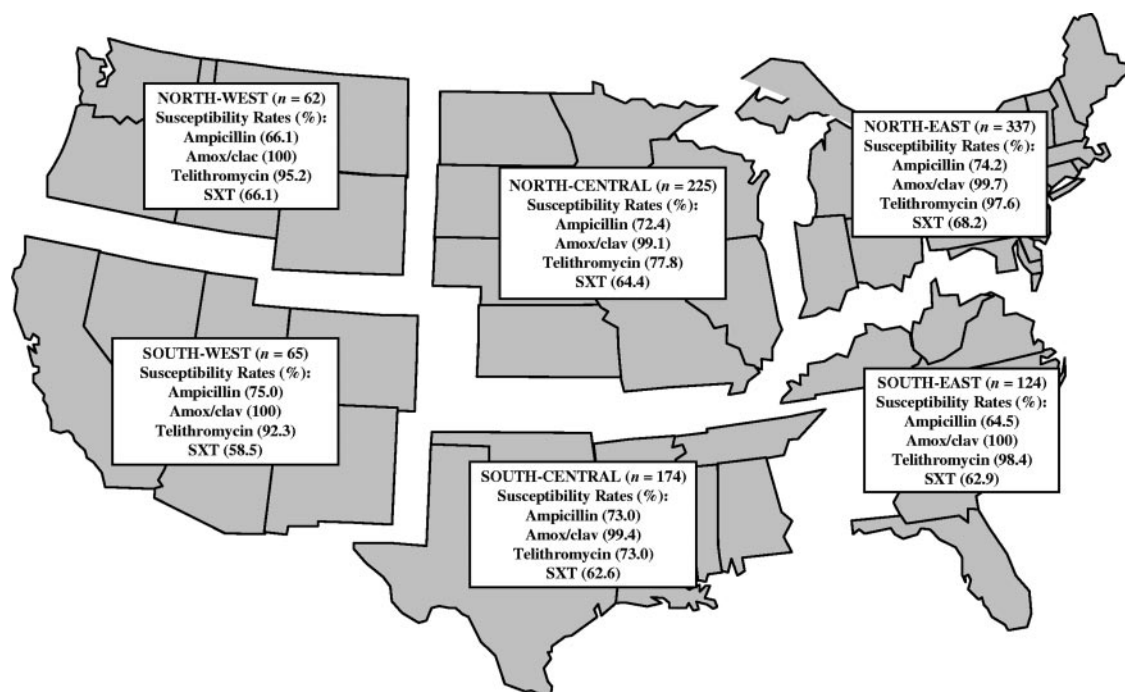 NORTH-WEST (n = 62)
Susceptibility Rates (%):
Ampicillin (66.1)
Amox/clac (100)
Telithromycin (95.2)
SXT (66.1)
NORTH-CENTRAL (n = 225)
Susceptibility Rates (%):
Ampicillin (72.4)
Amox/clav (99.1)
Telithromycin (77.8)
SXT (64.4)
NORTH-EAST (n = 337)
Susceptibility Rates (%):
Ampicillin (74.2)
Amox/clav (99.7)
Telithromycin (97.6)
SXT (68.2)
SOUTH-WEST (n = 65)
Susceptibility Rates (%):
Ampicillin (75.0)
Amox/clav (100)
Telithromycin (92.3)
SXT (58.5)
SOUTH-CENTRAL (n = 174)
Susceptibility Rates (%):
Ampicillin (73.0)
Amox/clav (99.4)
Telithromycin (73.0)
SXT (62.6)
SOUTH-EAST (n = 124)
Susceptibility Rates (%):
Ampicillin (64.5)
Amox/clav (100)
Telithromycin (98.4)
SXT (62.9)